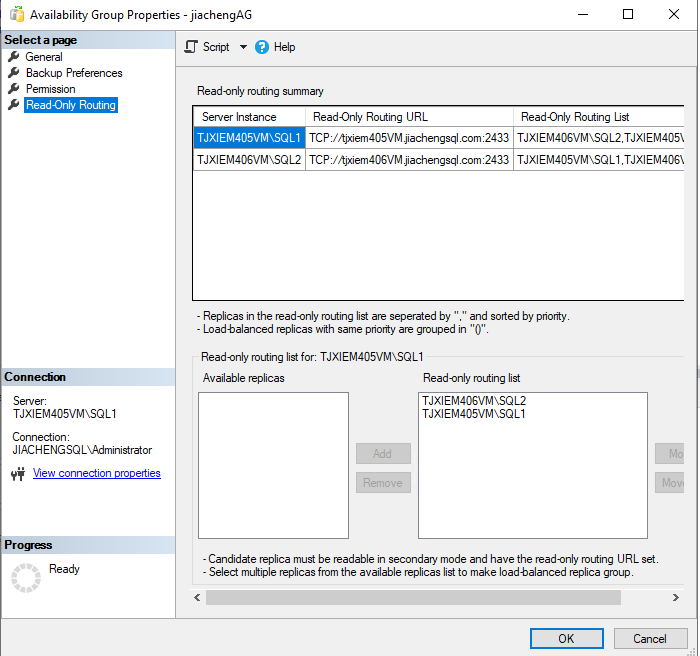 Availability Group Properties - jiachengAG
Select a page
General
Backup Preferences
Permission
Read-Only Routing
Script
Help
Read-only routing summary
Server Instance Read-Only Routing URL Read-Only Routing List
TJXIEM405VM\SQL1 TCP://tjxiem405VM.jiachengsql.com:2433 TJXIEM406VM\SQL2,TJXIEM405V
TJXIEM406VM\SQL2 TCP://tjxiem406VM.jiachengsql.com:2433 TJXIEM405VM\SQL1,TJXIEM406V
- Replicas in the read-only routing list are seperated by "," and sorted by priority.
- Load-balanced replicas with same priority are grouped in "()".
Read-only routing list for: TJXIEM405VM\SQL1
Available replicas
Read-only routing list
TJXIEM406VM\SQL2
TJXIEM405VM\SQL1
Add
Remove
Mo
Move
- Candidate replica must be readable in secondary mode and have the read-only routing URL set.
- Select multiple replicas from the available replicas list to make load-balanced replica group.
Connection
Server:
TJXIEM405VM\SQL1
Connection:
JIACHENGSQL\Administrator
View connection properties
Progress
Ready
OK
Cancel